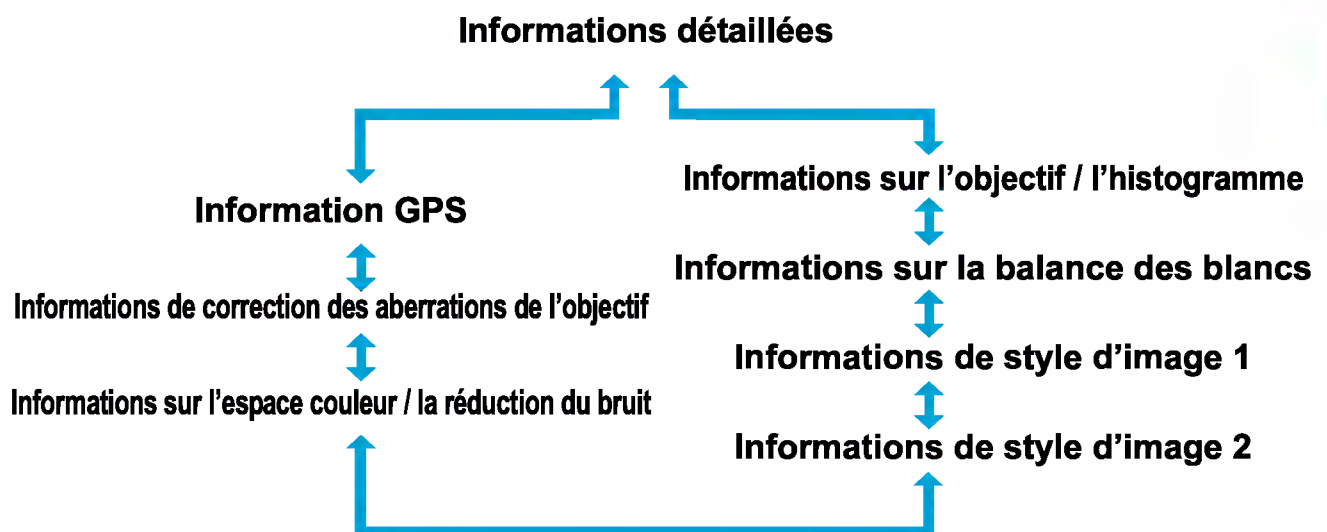 Informations détaillées
Information GPS
Informations de correction des aberrations de l’objectif
Informations sur l’espace couleur / la réduction du bruit
Informations sur l’objectif / l’histogramme
Informations sur la balance des blancs
Informations de style d’image 1
Informations de style d’image 2